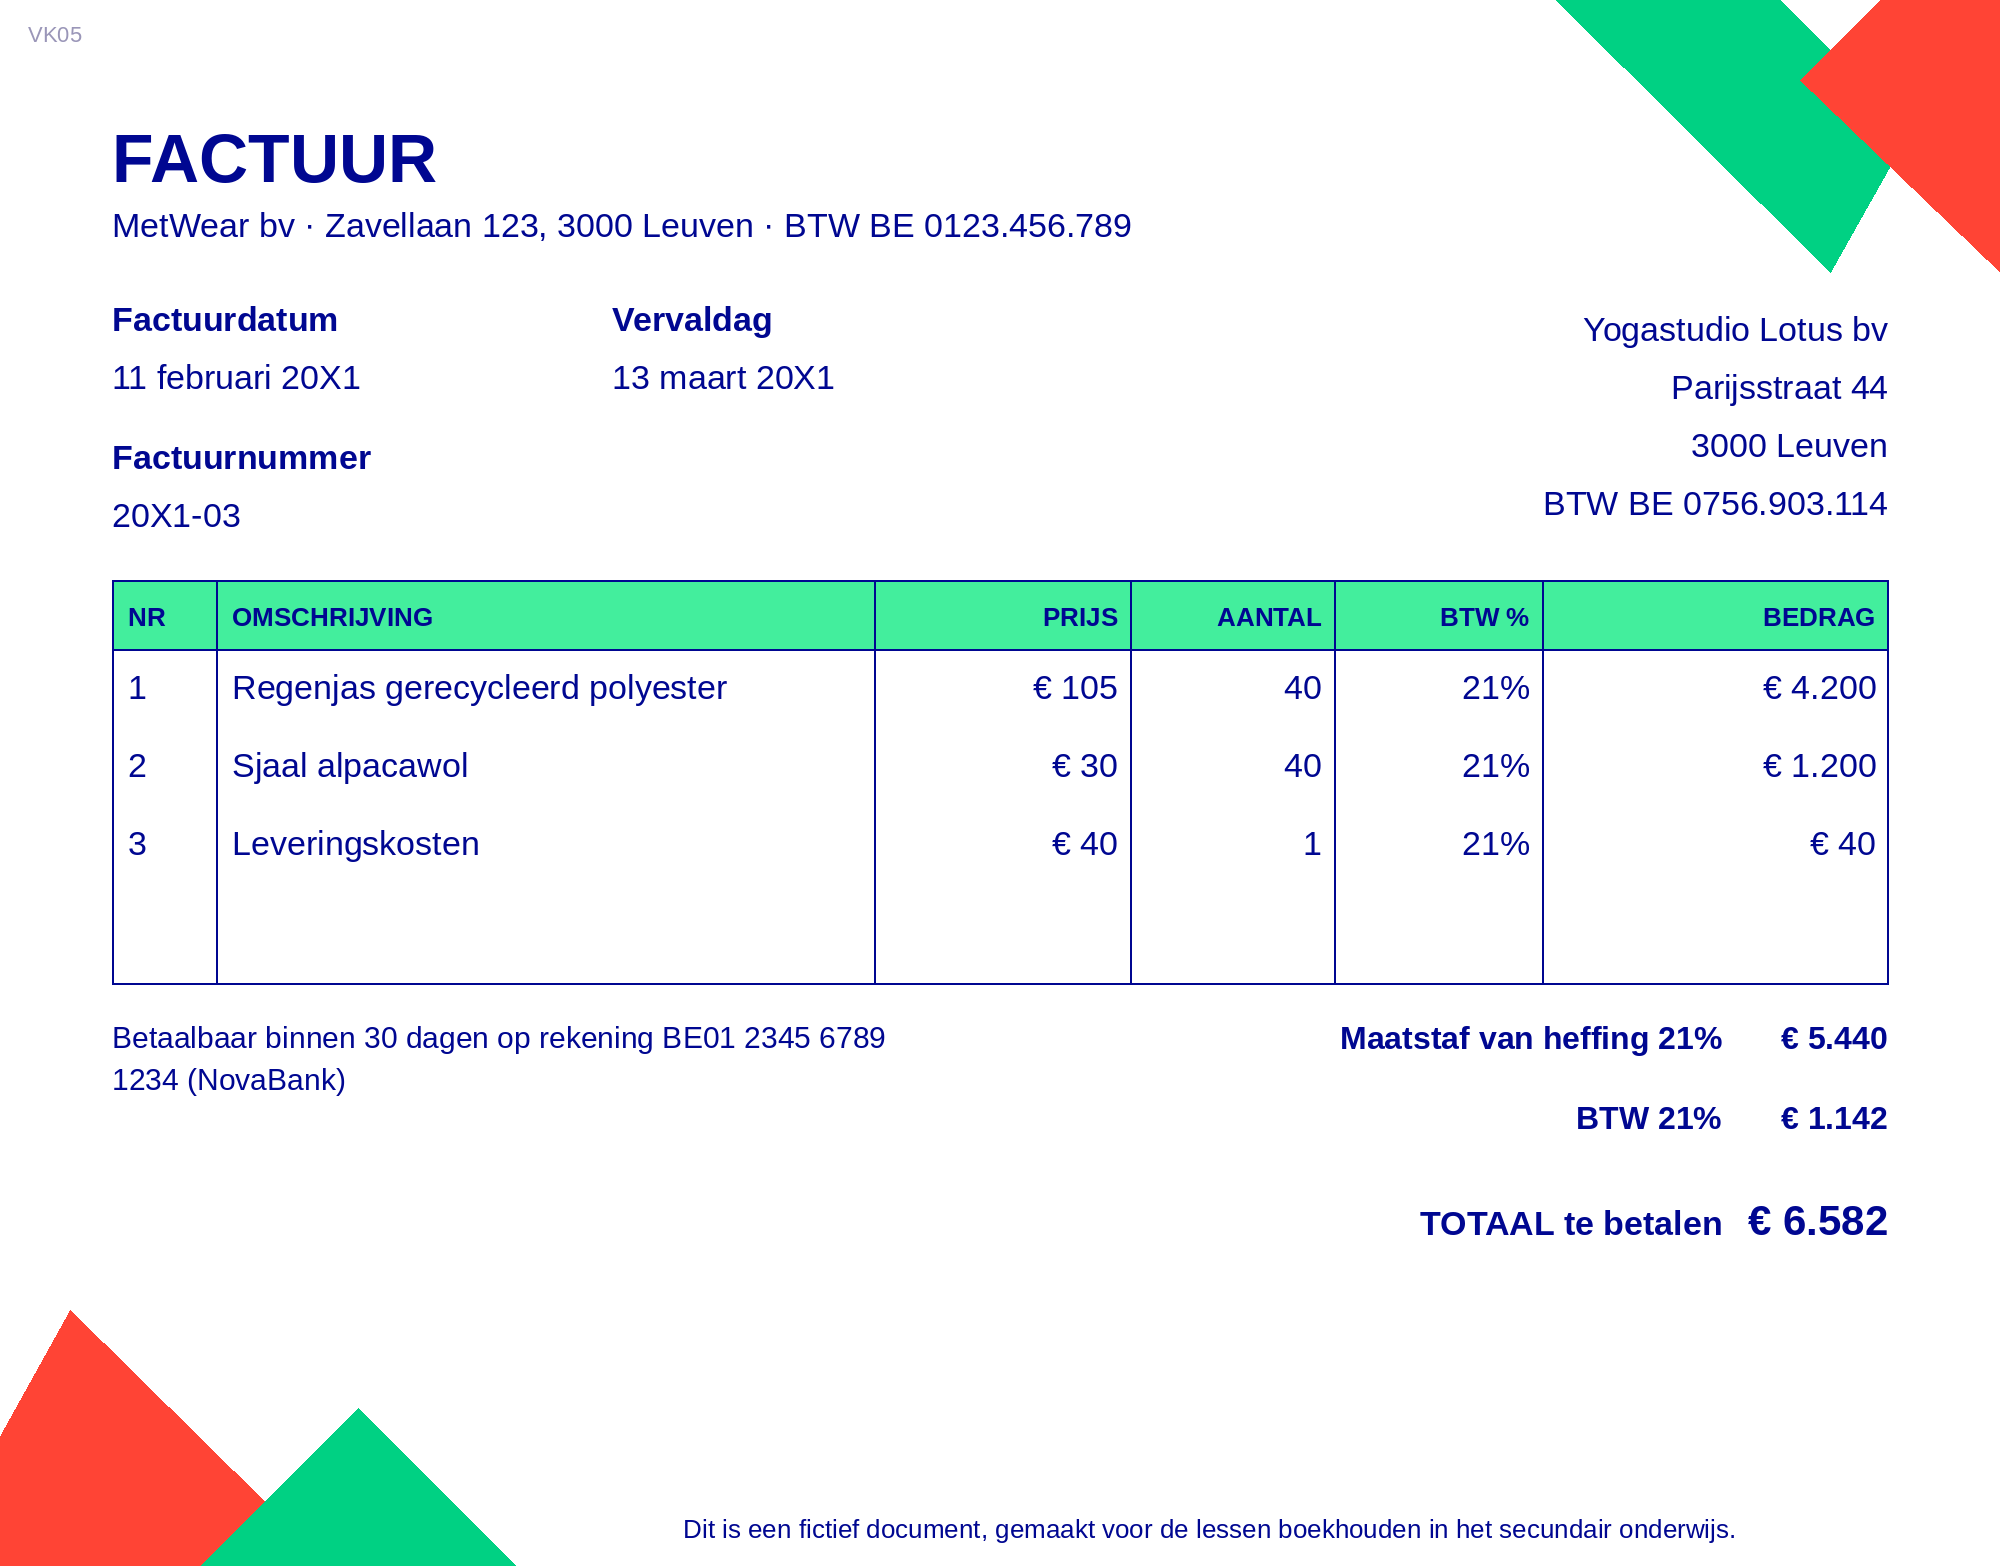 VK05
FACTUUR
MetWear bv · Zavellaan 123, 3000 Leuven · BTW BE 0123.456.789
Factuurdatum
11 februari 20X1
Vervaldag
13 maart 20X1
Factuurnummer
20X1-03
Yogastudio Lotus bv
Parijsstraat 44
3000 Leuven
BTW BE 0756.903.114
NR OMSCHRIJVING PRIJS AANTAL BTW % BEDRAG
1 Regenjas gerecycleerd polyester € 105 40 21% € 4.200
2 Sjaal alpacawol € 30 40 21% € 1.200
3 Leveringskosten € 40 1 21% € 40
Betaalbaar binnen 30 dagen op rekening BE01 2345 6789
1234 (NovaBank)
Maatstaf van heffing 21% € 5.440
BTW 21% € 1.142
TOTAAL te betalen € 6.582
Dit is een fictief document, gemaakt voor de lessen boekhouden in het secundair onderwijs.